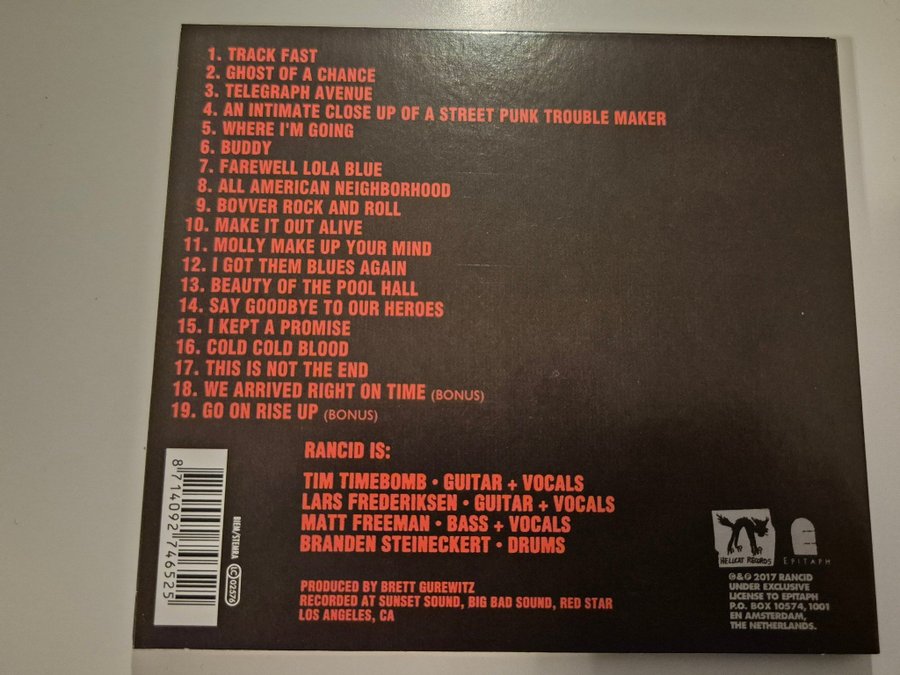 1. TRACK FAST
2. GHOST OF A CHANCE
3. TELEGRAPH AVENUE
4. AN INTIMATE CLOSE UP OF A STREET PUNK TROUBLE MAKER
5. WHERE I'M GOING
6. BUDDY
7. FAREWELL LOLA BLUE
8. ALL AMERICAN NEIGHBORHOOD
9. BOVVER ROCK AND ROLL
10. MAKE IT OUT ALIVE
11. MOLLY MAKE UP YOUR MIND
12. I GOT THEM BLUES AGAIN
13. BEAUTY OF THE POOL HALL
14. SAY GOODBYE TO OUR HEROES
15. I KEPT A PROMISE
16. COLD COLD BLOOD
17. THIS IS NOT THE END
18. WE ARRIVED RIGHT ON TIME (BONUS)
19. GO ON RISE UP (BONUS)
RANCID IS:
TIM TIMEBOMB • GUITAR + VOCALS
LARS FREDERIKSEN • GUITAR + VOCALS
MATT FREEMAN • BASS + VOCALS
BRANDEN STEINECKERT • DRUMS
PRODUCED BY BRETT GUREWITZ
RECORDED AT SUNSET SOUND, BIG BAD SOUND, RED STAR
LOS ANGELES, CA
8 714092 746525
BIEM/STEMRA
LC 02576
HELLCAT RECORDS
EPITAPH
℗&© 2017 RANCID
UNDER EXCLUSIVE
LICENSE TO EPITAPH
P.O. BOX 10574, 1001
EN AMSTERDAM,
THE NETHERLANDS.